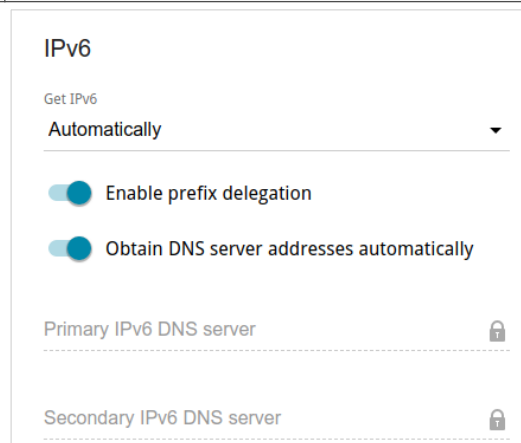 IPv6
Get IPv6
Automatically
Enable prefix delegation
Obtain DNS server addresses automatically
Primary IPv6 DNS server
Secondary IPv6 DNS server